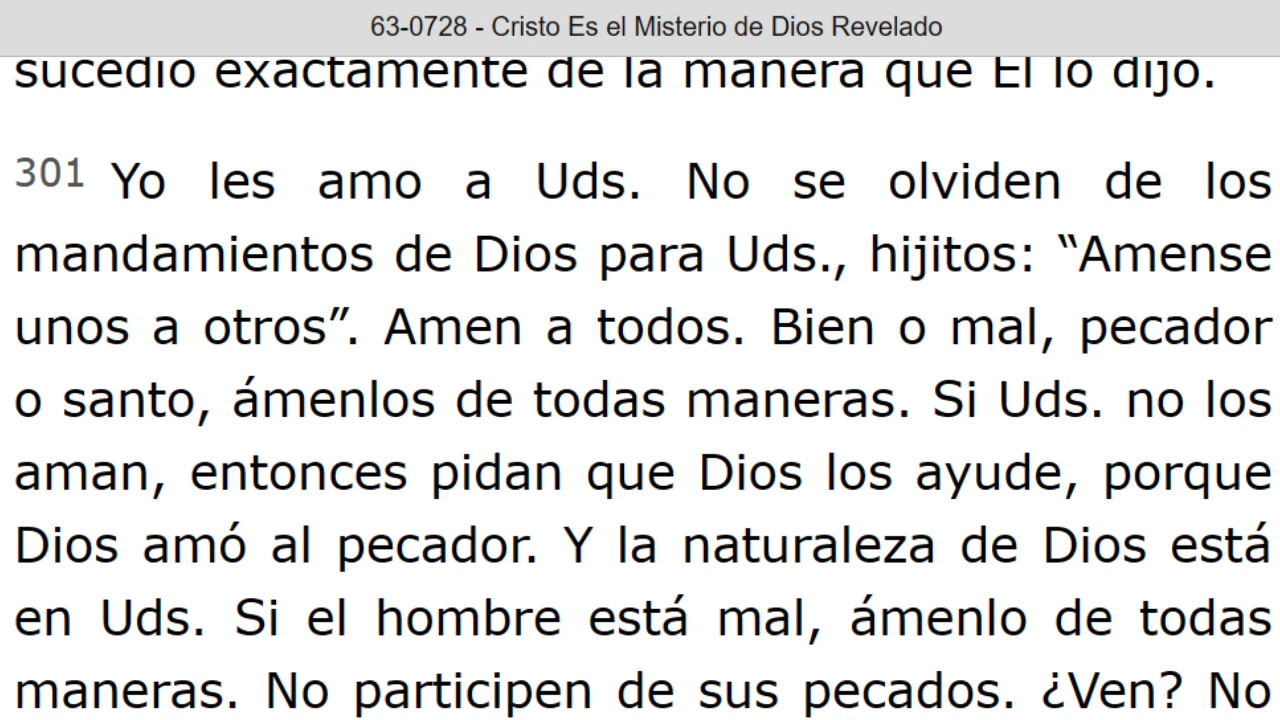 63-0728 - Cristo Es el Misterio de Dios Revelado
sucedió exactamente de la manera que El lo dijo.
301 Yo les amo a Uds. No se olviden de los
mandamientos de Dios para Uds., hijitos: “Amense
unos a otros”. Amen a todos. Bien o mal, pecador
o santo, ámenlos de todas maneras. Si Uds. no los
aman, entonces pidan que Dios los ayude, porque
Dios amó al pecador. Y la naturaleza de Dios está
en Uds. Si el hombre está mal, ámenlo de todas
maneras. No participen de sus pecados. ¿Ven? No